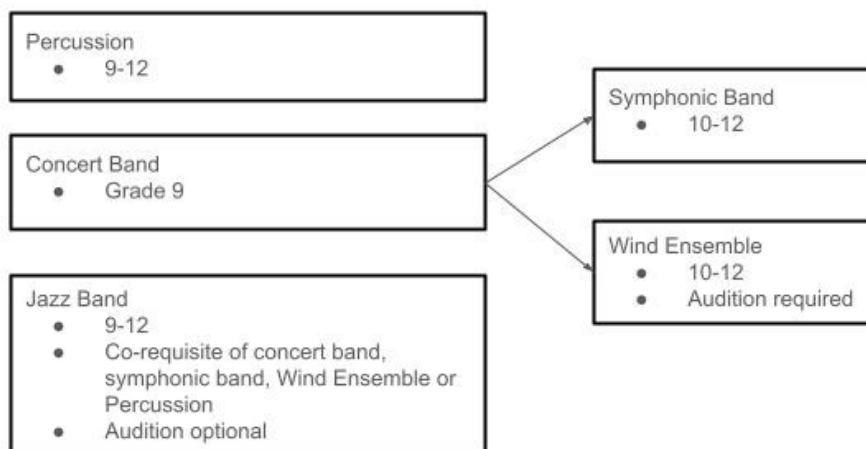 Percussion
● 9-12
Concert Band
● Grade 9
Jazz Band
● 9-12
● Co-requisite of concert band,
symphonic band, Wind Ensemble or
Percussion
● Audition optional
Symphonic Band
● 10-12
Wind Ensemble
● 10-12
● Audition required